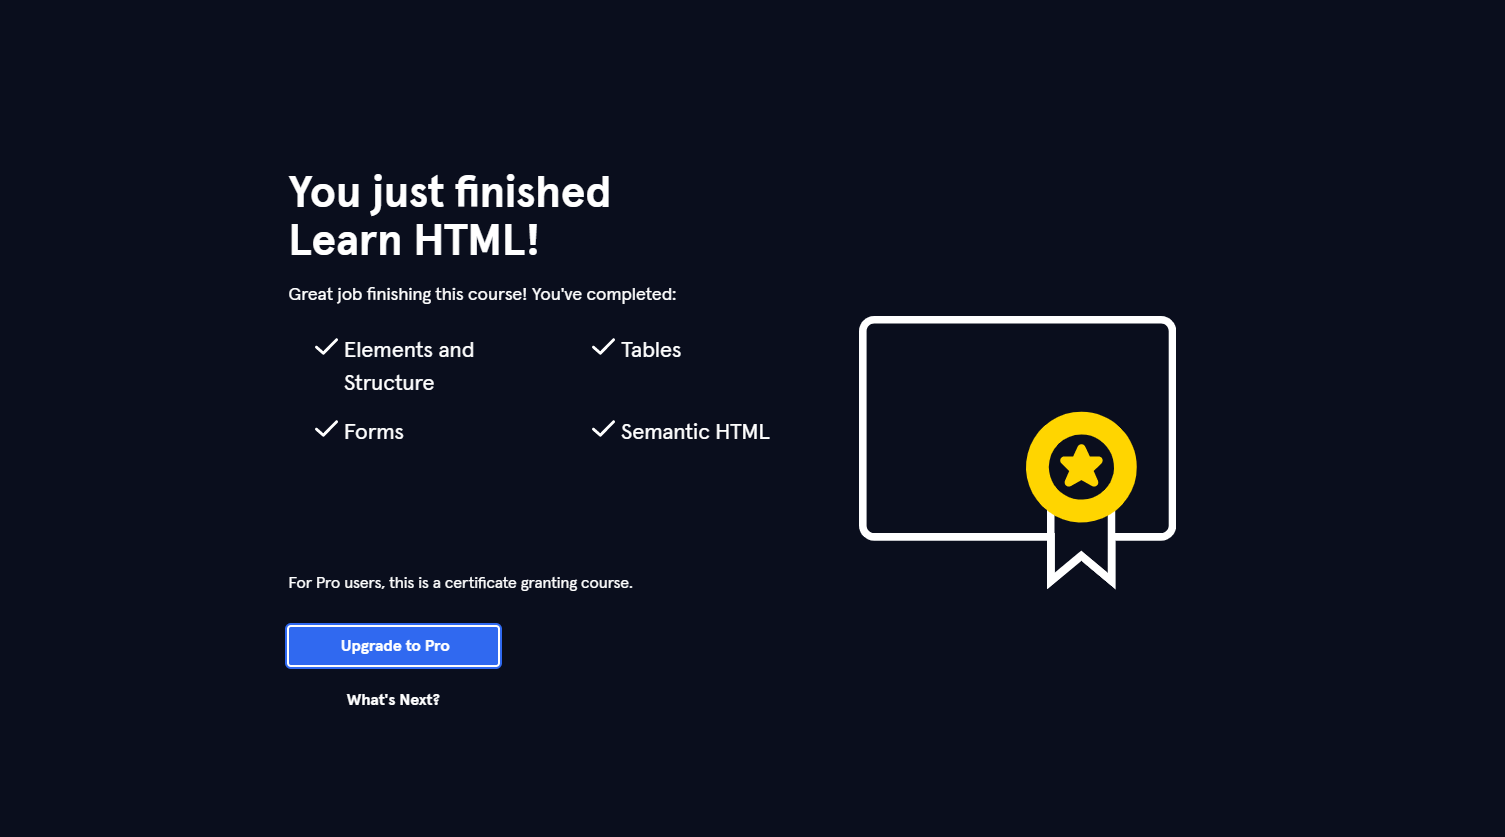 You just finished
Learn HTML!
Great job finishing this course! You've completed:
Elements and
Structure
Tables
Forms
Semantic HTML
For Pro users, this is a certificate granting course.
Upgrade to Pro
What's Next?